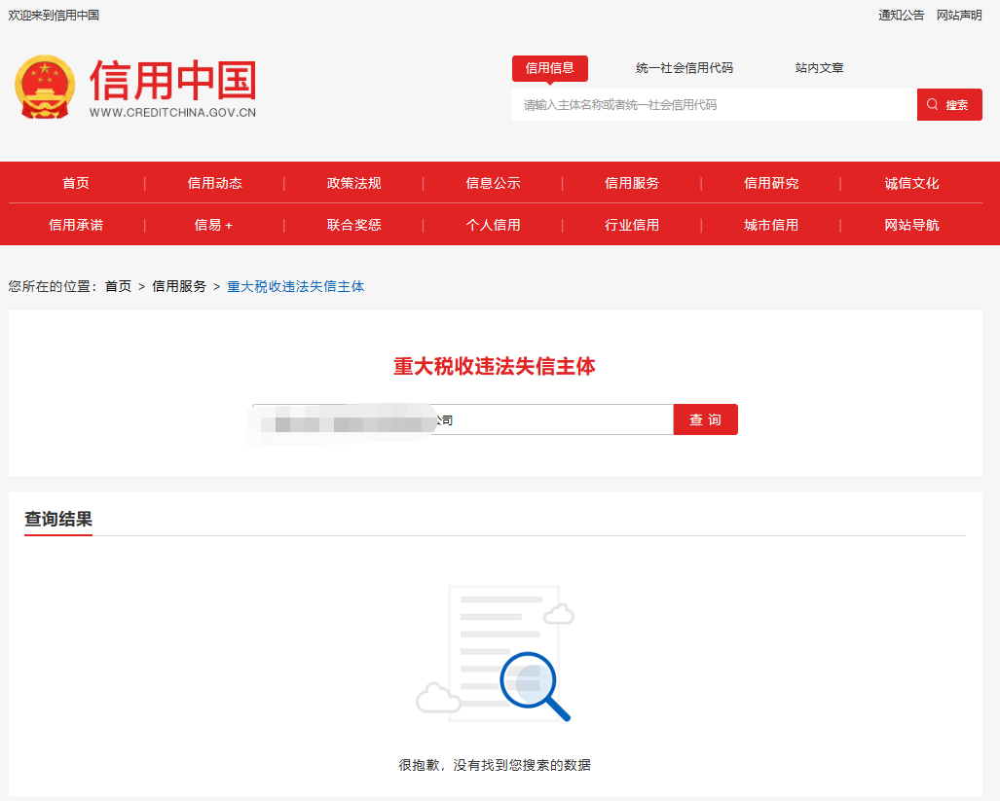 欢迎来到信用中国
通知公告 网站声明
信用中国
WWW.CREDITCHINA.GOV.CN
信用信息 统一社会信用代码 站内文章
请输入主体名称或者统一社会信用代码 搜索
首页 | 信用动态 | 政策法规 | 信息公示 | 信用服务 | 信用研究 | 诚信文化
信用承诺 | 信易 + | 联合奖惩 | 个人信用 | 行业信用 | 城市信用 | 网站导航
您所在的位置：首页 > 信用服务 > 重大税收违法失信主体
重大税收违法失信主体
公司 查 询
查询结果
很抱歉，没有找到您搜索的数据